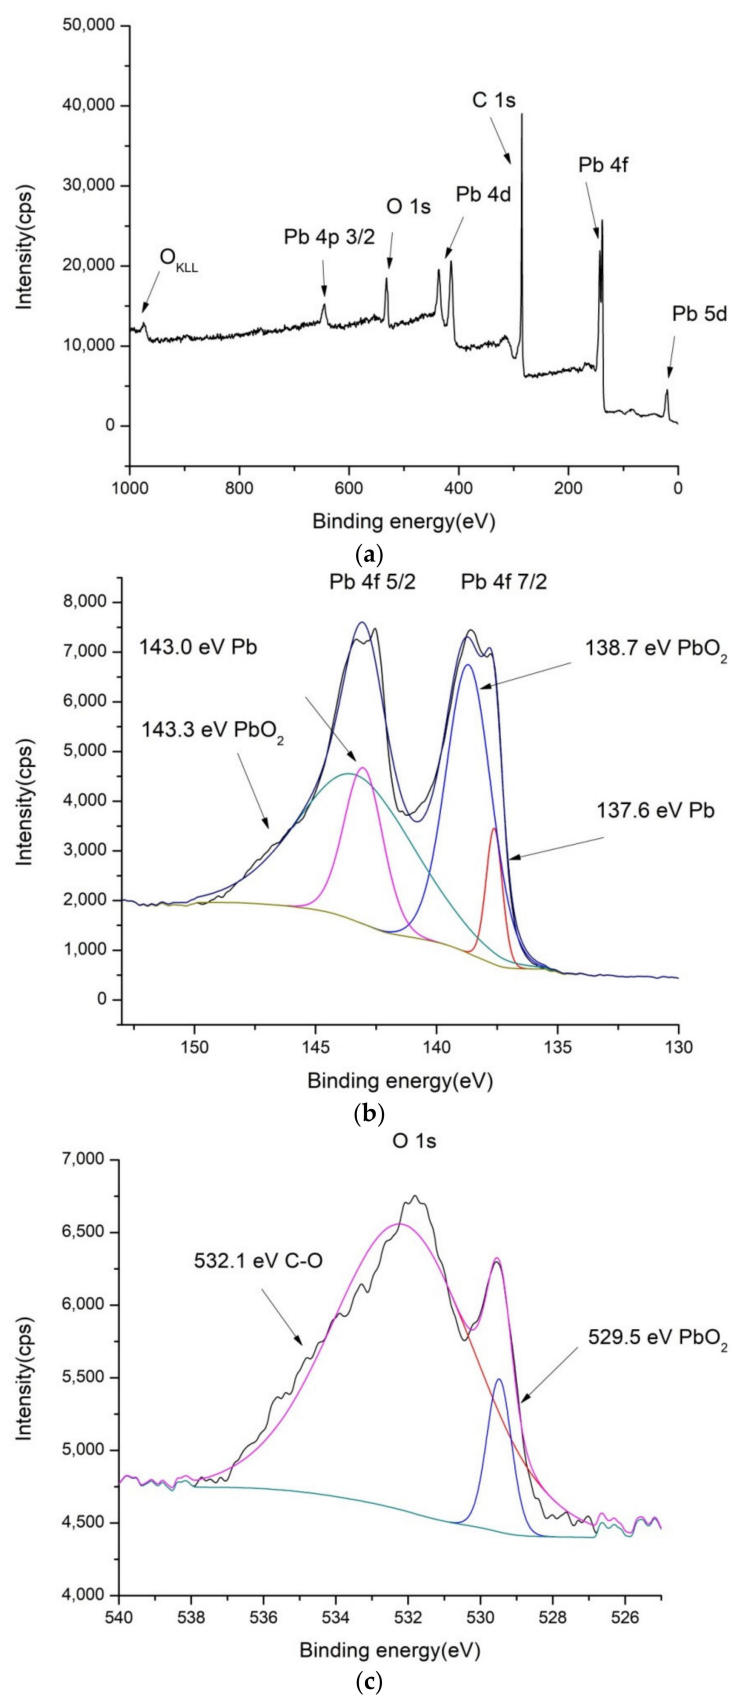 50,000
40,000
30,000
20,000
10,000
0
Intensity(cps)
C 1s
Pb 4f
Pb 4d
O 1s
Pb 4p 3/2
O KLL
Pb 5d
1000 800 600 400 200 0
Binding energy(eV)
(a)
Pb 4f 5/2 Pb 4f 7/2
8,000
7,000
6,000
5,000
4,000
3,000
2,000
1,000
0
Intensity(cps)
143.0 eV Pb
138.7 eV PbO2
143.3 eV PbO2
137.6 eV Pb
150 145 140 135 130
Binding energy(eV)
(b)
O 1s
7,000
6,500
6,000
5,500
5,000
4,500
4,000
Intensity(cps)
532.1 eV C-O
529.5 eV PbO2
540 538 536 534 532 530 528 526
Binding energy(eV)
(c)